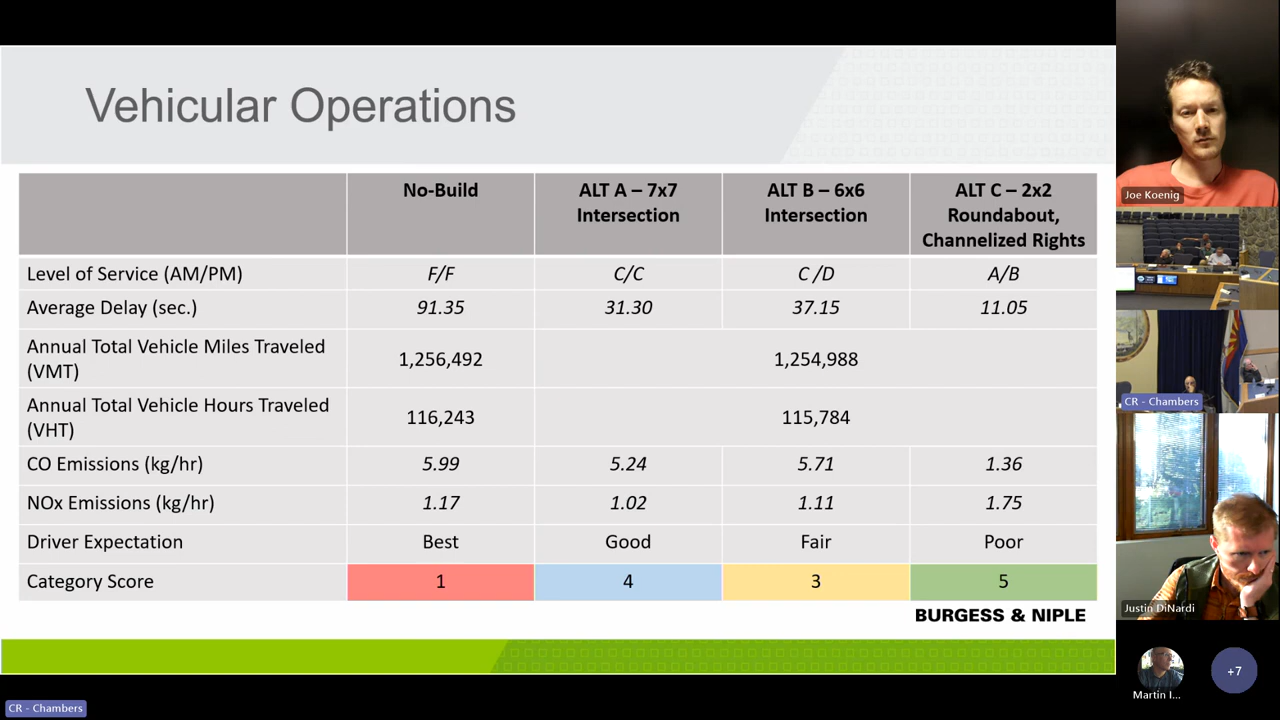 Vehicular Operations
No-Build
ALT A – 7x7
Intersection
ALT B – 6x6
Intersection
ALT C – 2x2
Roundabout,
Channelized Rights
Level of Service (AM/PM)
F/F
C/C
C /D
A/B
Average Delay (sec.)
91.35
31.30
37.15
11.05
Annual Total Vehicle Miles Traveled
(VMT)
1,256,492
1,254,988
Annual Total Vehicle Hours Traveled
(VHT)
116,243
115,784
CO Emissions (kg/hr)
5.99
5.24
5.71
1.36
NOx Emissions (kg/hr)
1.17
1.02
1.11
1.75
Driver Expectation
Best
Good
Fair
Poor
Category Score
1
4
3
5
BURGESS & NIPLE
CR - Chambers
Joe Koenig
CR - Chambers
Justin DiNardi
Martin I...
+7